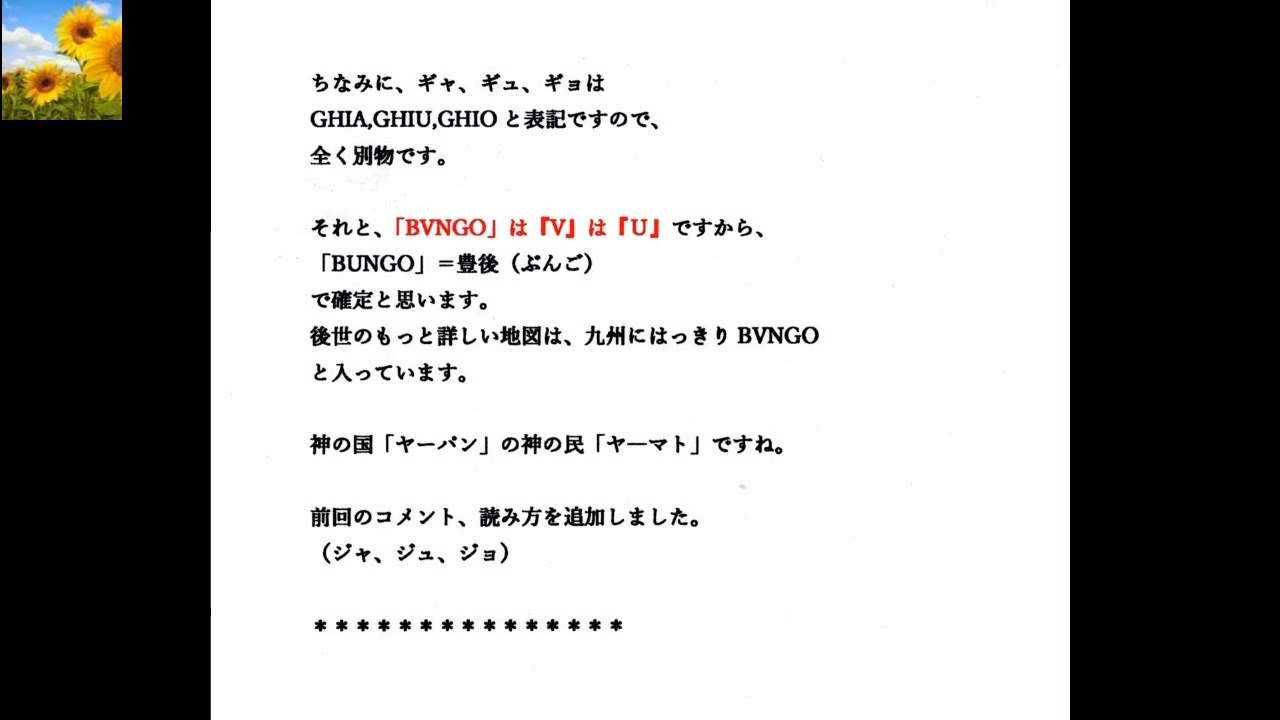 ちなみに、ギャ、ギュ、ギョは
GHIA,GHIU,GHIO と表記ですので、
全く別物です。
それと、「BVNGO」は『V』は『U』ですから、
「BUNGO」＝豊後（ぶんご）
で確定と思います。
後世のもっと詳しい地図は、九州にはっきり BVNGO
と入っています。
神の国「ヤーパン」の神の民「ヤーマト」ですね。
前回のコメント、読み方を追加しました。
（ジャ、ジュ、ジョ）
＊＊＊＊＊＊＊＊＊＊＊＊＊＊＊